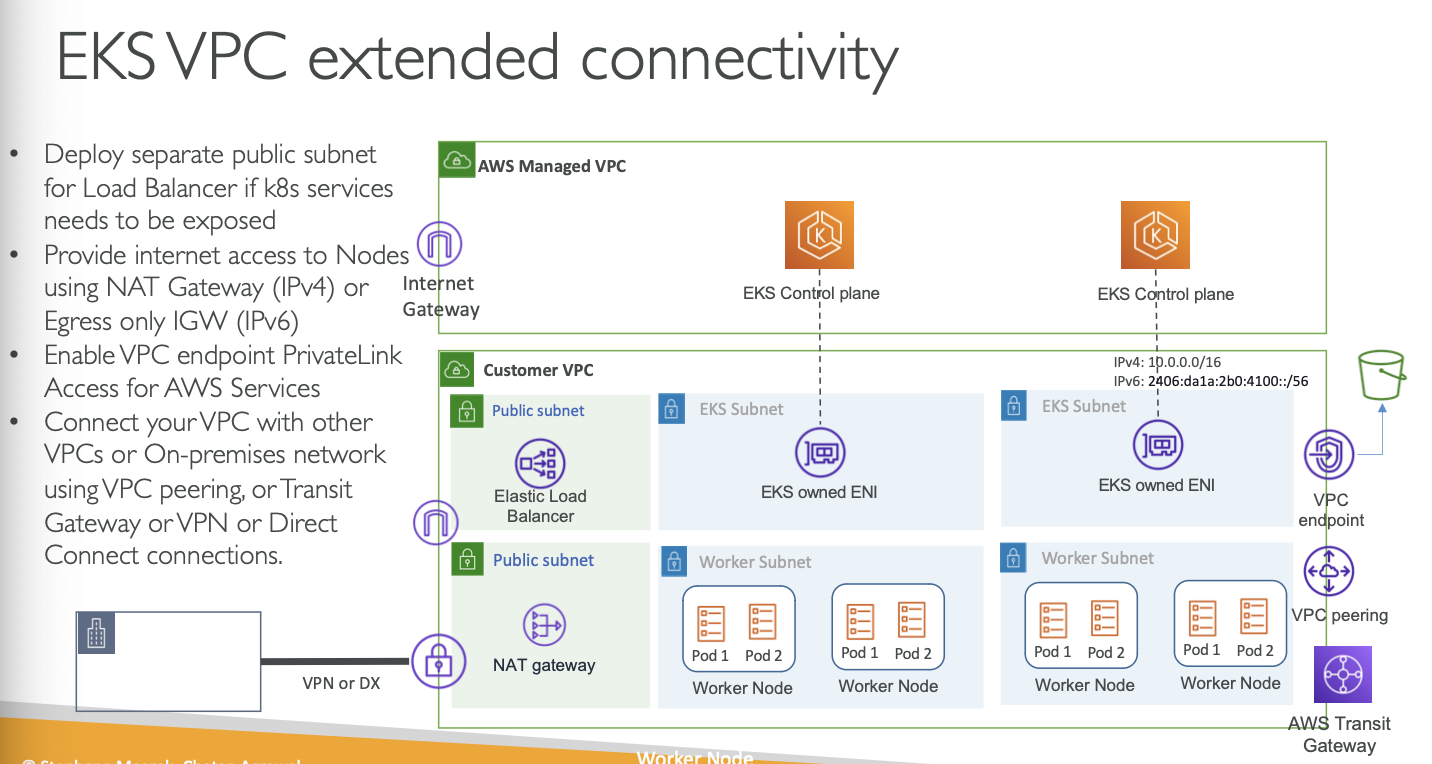 EKS VPC extended connectivity
• Deploy separate public subnet
for Load Balancer if k8s services
needs to be exposed
• Provide internet access to Nodes
using NAT Gateway (IPv4) or
Egress only IGW (IPv6)
• Enable VPC endpoint PrivateLink
Access for AWS Services
• Connect your VPC with other
VPCs or On-premises network
using VPC peering, or Transit
Gateway or VPN or Direct
Connect connections.
AWS Managed VPC
Internet
Gateway
EKS Control plane
EKS Control plane
Customer VPC
IPv4: 10.0.0.0/16
IPv6: 2406:da1a:2b0:4100::/56
Public subnet
EKS Subnet
EKS Subnet
Elastic Load
Balancer
EKS owned ENI
EKS owned ENI
VPC
endpoint
Public subnet
Worker Subnet
Worker Subnet
NAT gateway
Pod 1 Pod 2
Pod 1 Pod 2
Pod 1 Pod 2
Pod 1 Pod 2
Worker Node
Worker Node
Worker Node
Worker Node
VPC peering
VPN or DX
AWS Transit
Gateway
Worker Node